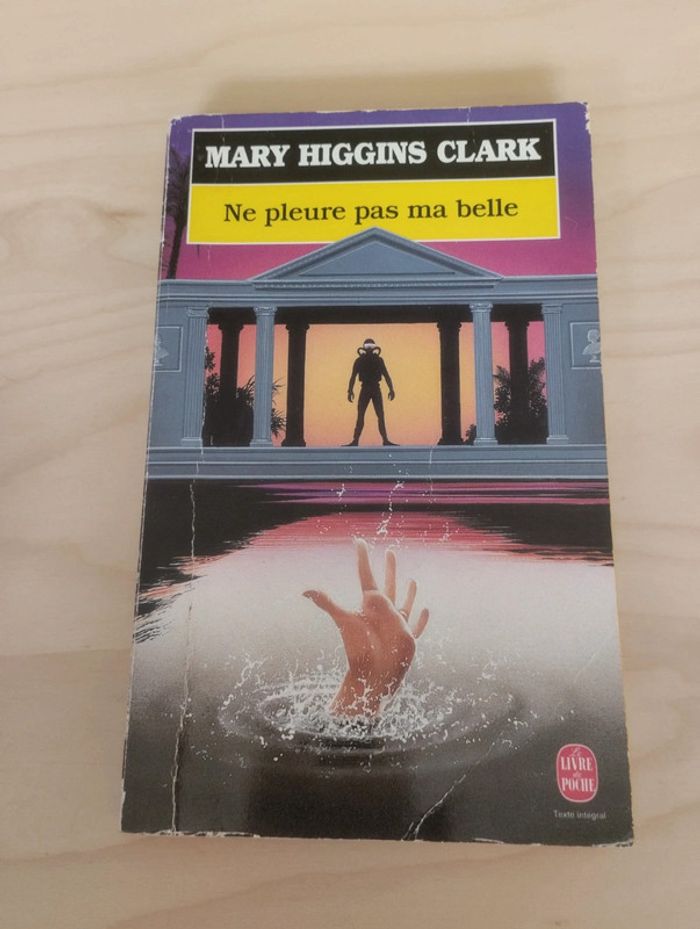 MARY HIGGINS CLARK
Ne pleure pas ma belle
Le
LIVRE
de
POCHE
Texte intégral